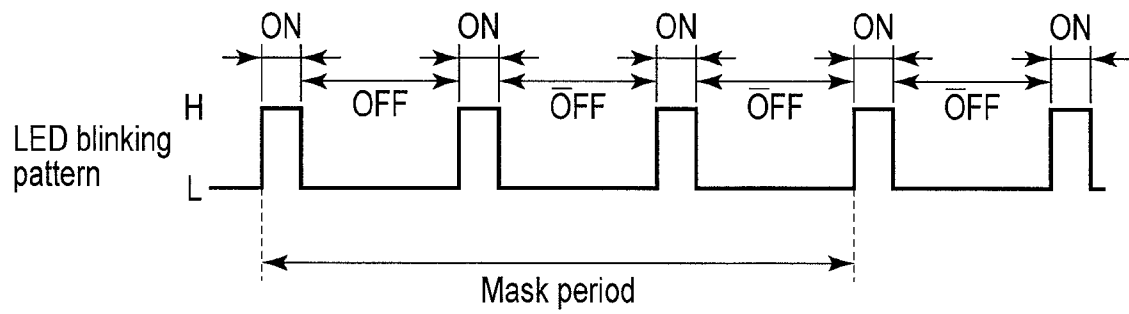 ON ON ON ON ON
OFF OFF OFF OFF
H
LED blinking
pattern
L
Mask period